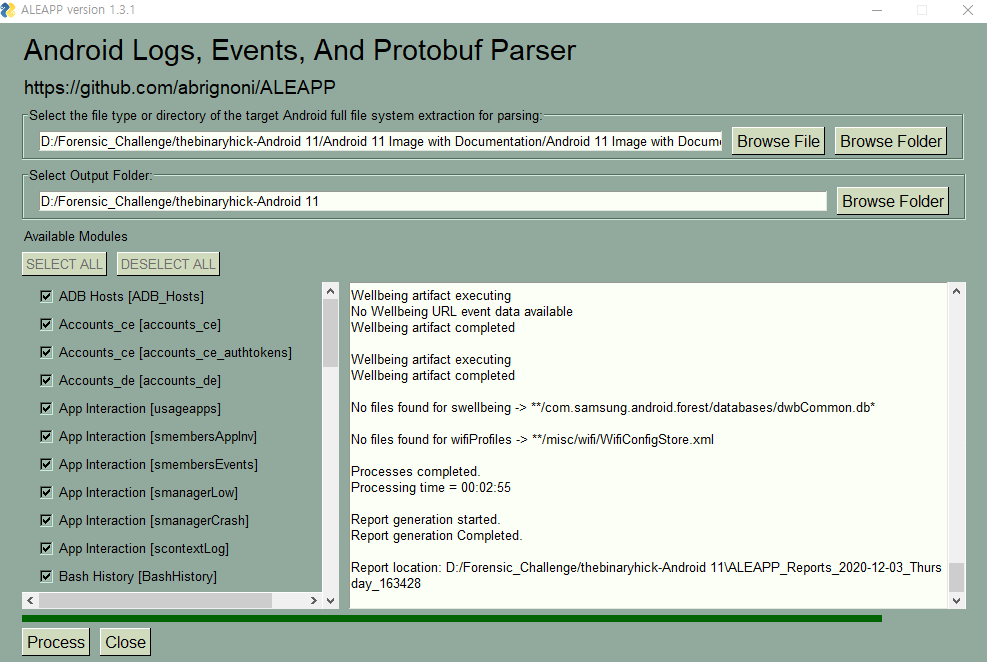 ALEAPP version 1.3.1
Android Logs, Events, And Protobuf Parser
https://github.com/abrignoni/ALEAPP
Select the file type or directory of the target Android full file system extraction for parsing:
D:/Forensic_Challenge/thebinaryhick-Android 11/Android 11 Image with Documentation/Android 11 Image with Docum
Browse File
Browse Folder
Select Output Folder:
D:/Forensic_Challenge/thebinaryhick-Android 11
Browse Folder
Available Modules
SELECT ALL
DESELECT ALL
ADB Hosts [ADB_Hosts]
Accounts_ce [accounts_ce]
Accounts_ce [accounts_ce_authtokens]
Accounts_de [accounts_de]
App Interaction [usageapps]
App Interaction [smembersAppInv]
App Interaction [smembersEvents]
App Interaction [smanagerLow]
App Interaction [smanagerCrash]
App Interaction [scontextLog]
Bash History [BashHistory]
Wellbeing artifact executing
No Wellbeing URL event data available
Wellbeing artifact completed
Wellbeing artifact executing
Wellbeing artifact completed
No files found for swellbeing -> **/com.samsung.android.forest/databases/dwbCommon.db*
No files found for wifiProfiles -> **/misc/wifi/WifiConfigStore.xml
Processes completed.
Processing time = 00:02:55
Report generation started.
Report generation Completed.
Report location: D:/Forensic_Challenge/thebinaryhick-Android 11\ALEAPP_Reports_2020-12-03_Thurs
day_163428
Process
Close